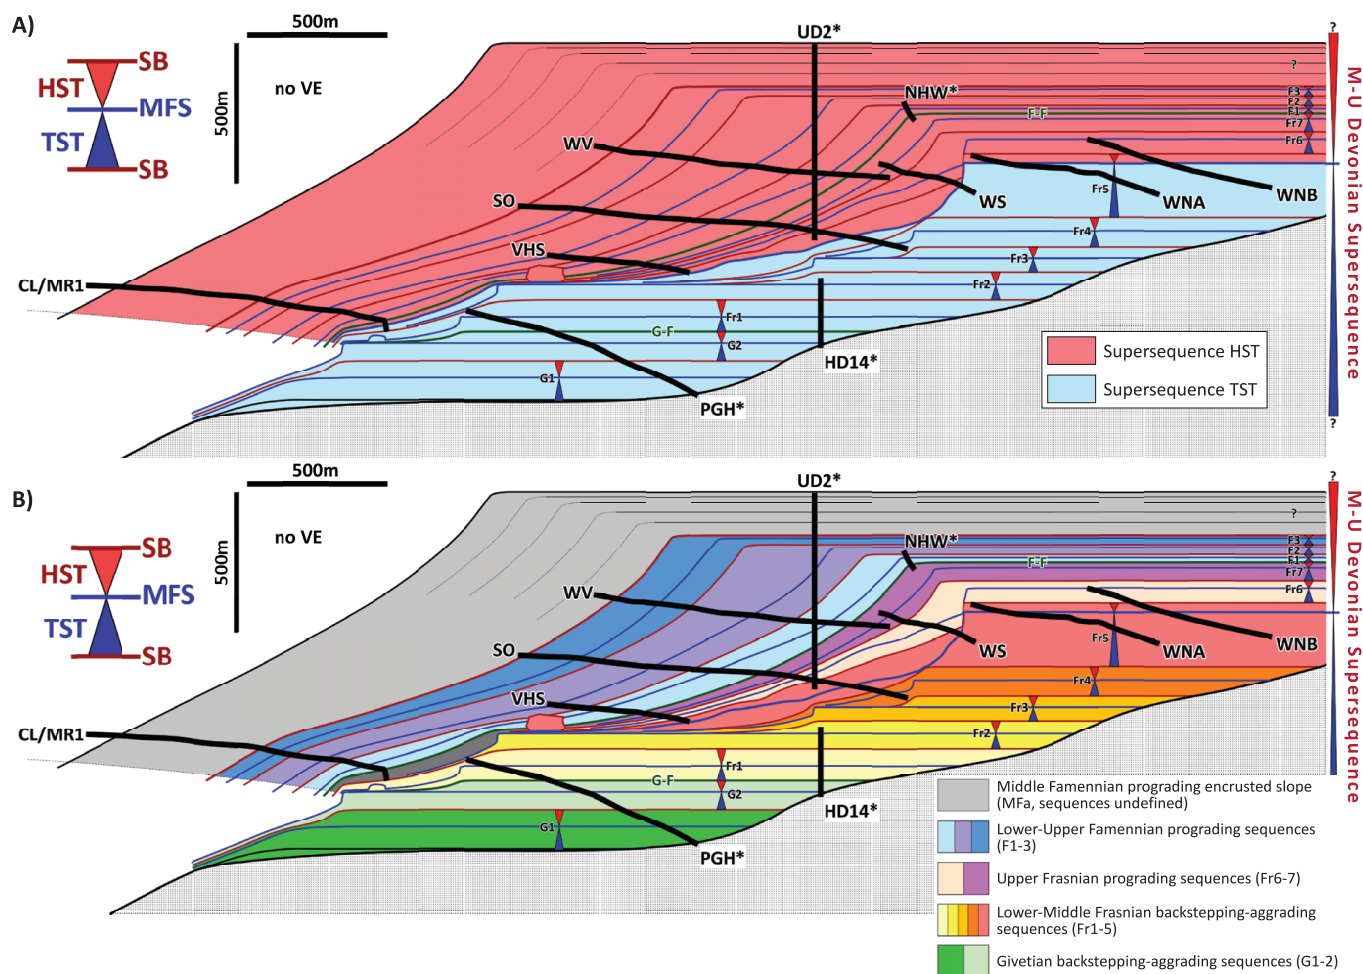 A)
500m
500m
no VE
SB
HST
MFS
TST
SB
UD2*
?
NHW*
F-F
F3
F2
F1
Fr7
Fr6
WV
SO
VHS
CL/MR1
WS
WNA
WNB
Fr5
Fr4
Fr3
Fr2
Fr1
G-F
G2
G1
HD14*
PGH*
Supersequence HST
Supersequence TST
?
M-U Devonian Supersequence
?
B)
500m
500m
no VE
SB
HST
MFS
TST
SB
UD2*
?
NHW*
F-F
F3
F2
F1
Fr7
Fr6
WV
SO
VHS
CL/MR1
WS
WNA
WNB
Fr5
Fr4
Fr3
Fr2
Fr1
G-F
G2
G1
HD14*
PGH*
?
M-U Devonian Supersequence
Middle Famennian prograding encrusted slope
(MFa, sequences undefined)
Lower-Upper Famennian prograding sequences
(F1-3)
Upper Frasnian prograding sequences (Fr6-7)
Lower-Middle Frasnian backstepping-aggrading
sequences (Fr1-5)
Givetian backstepping-aggrading sequences (G1-2)